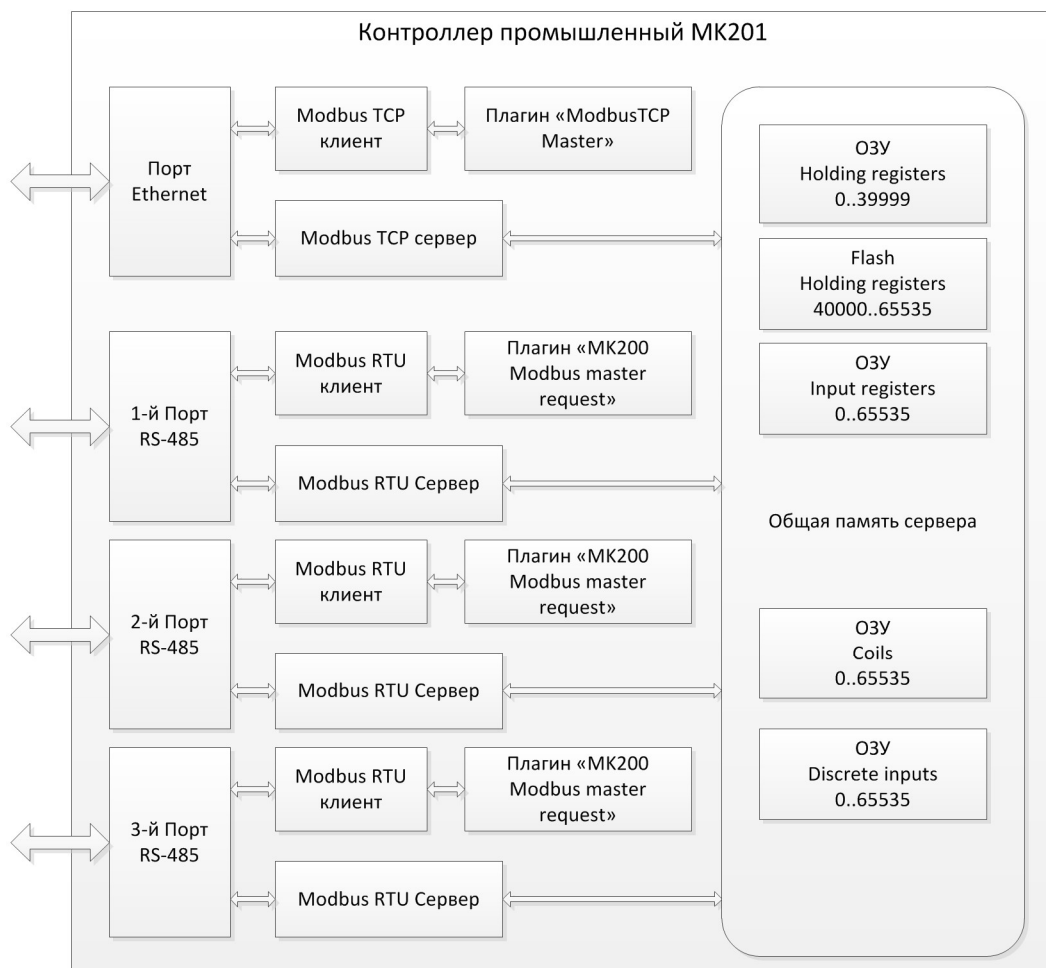 Контроллер промышленный МК201
Порт
Ethernet
Modbus TCP
клиент
Плагин «ModbusTCP
Master»
Modbus TCP сервер
1-й Порт
RS-485
Modbus RTU
клиент
Плагин «МК200
Modbus master
request»
Modbus RTU Сервер
2-й Порт
RS-485
Modbus RTU
клиент
Плагин «МК200
Modbus master
request»
Modbus RTU Сервер
3-й Порт
RS-485
Modbus RTU
клиент
Плагин «МК200
Modbus master
request»
Modbus RTU Сервер
ОЗУ
Holding registers
0..39999
Flash
Holding registers
40000..65535
ОЗУ
Input registers
0..65535
Общая память сервера
ОЗУ
Coils
0..65535
ОЗУ
Discrete inputs
0..65535